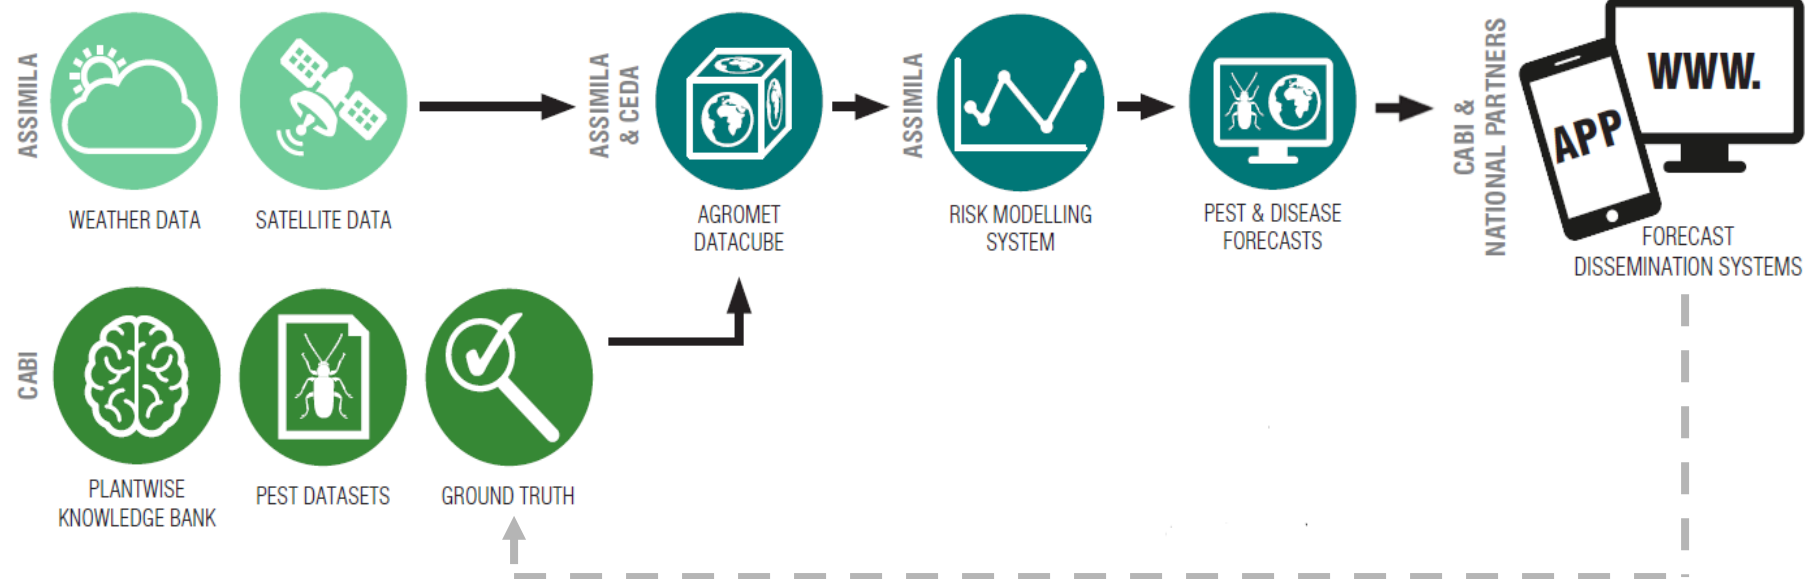 ASSIMILA
WEATHER DATA
SATELLITE DATA
ASSIMILA
& CEDA
AGROMET
DATACUBE
ASSIMILA
RISK MODELLING
SYSTEM
PEST & DISEASE
FORECASTS
CABI &
NATIONAL PARTNERS
APP
WWW.
FORECAST
DISSEMINATION SYSTEMS
CABI
PLANTWISE
KNOWLEDGE BANK
PEST DATASETS
GROUND TRUTH